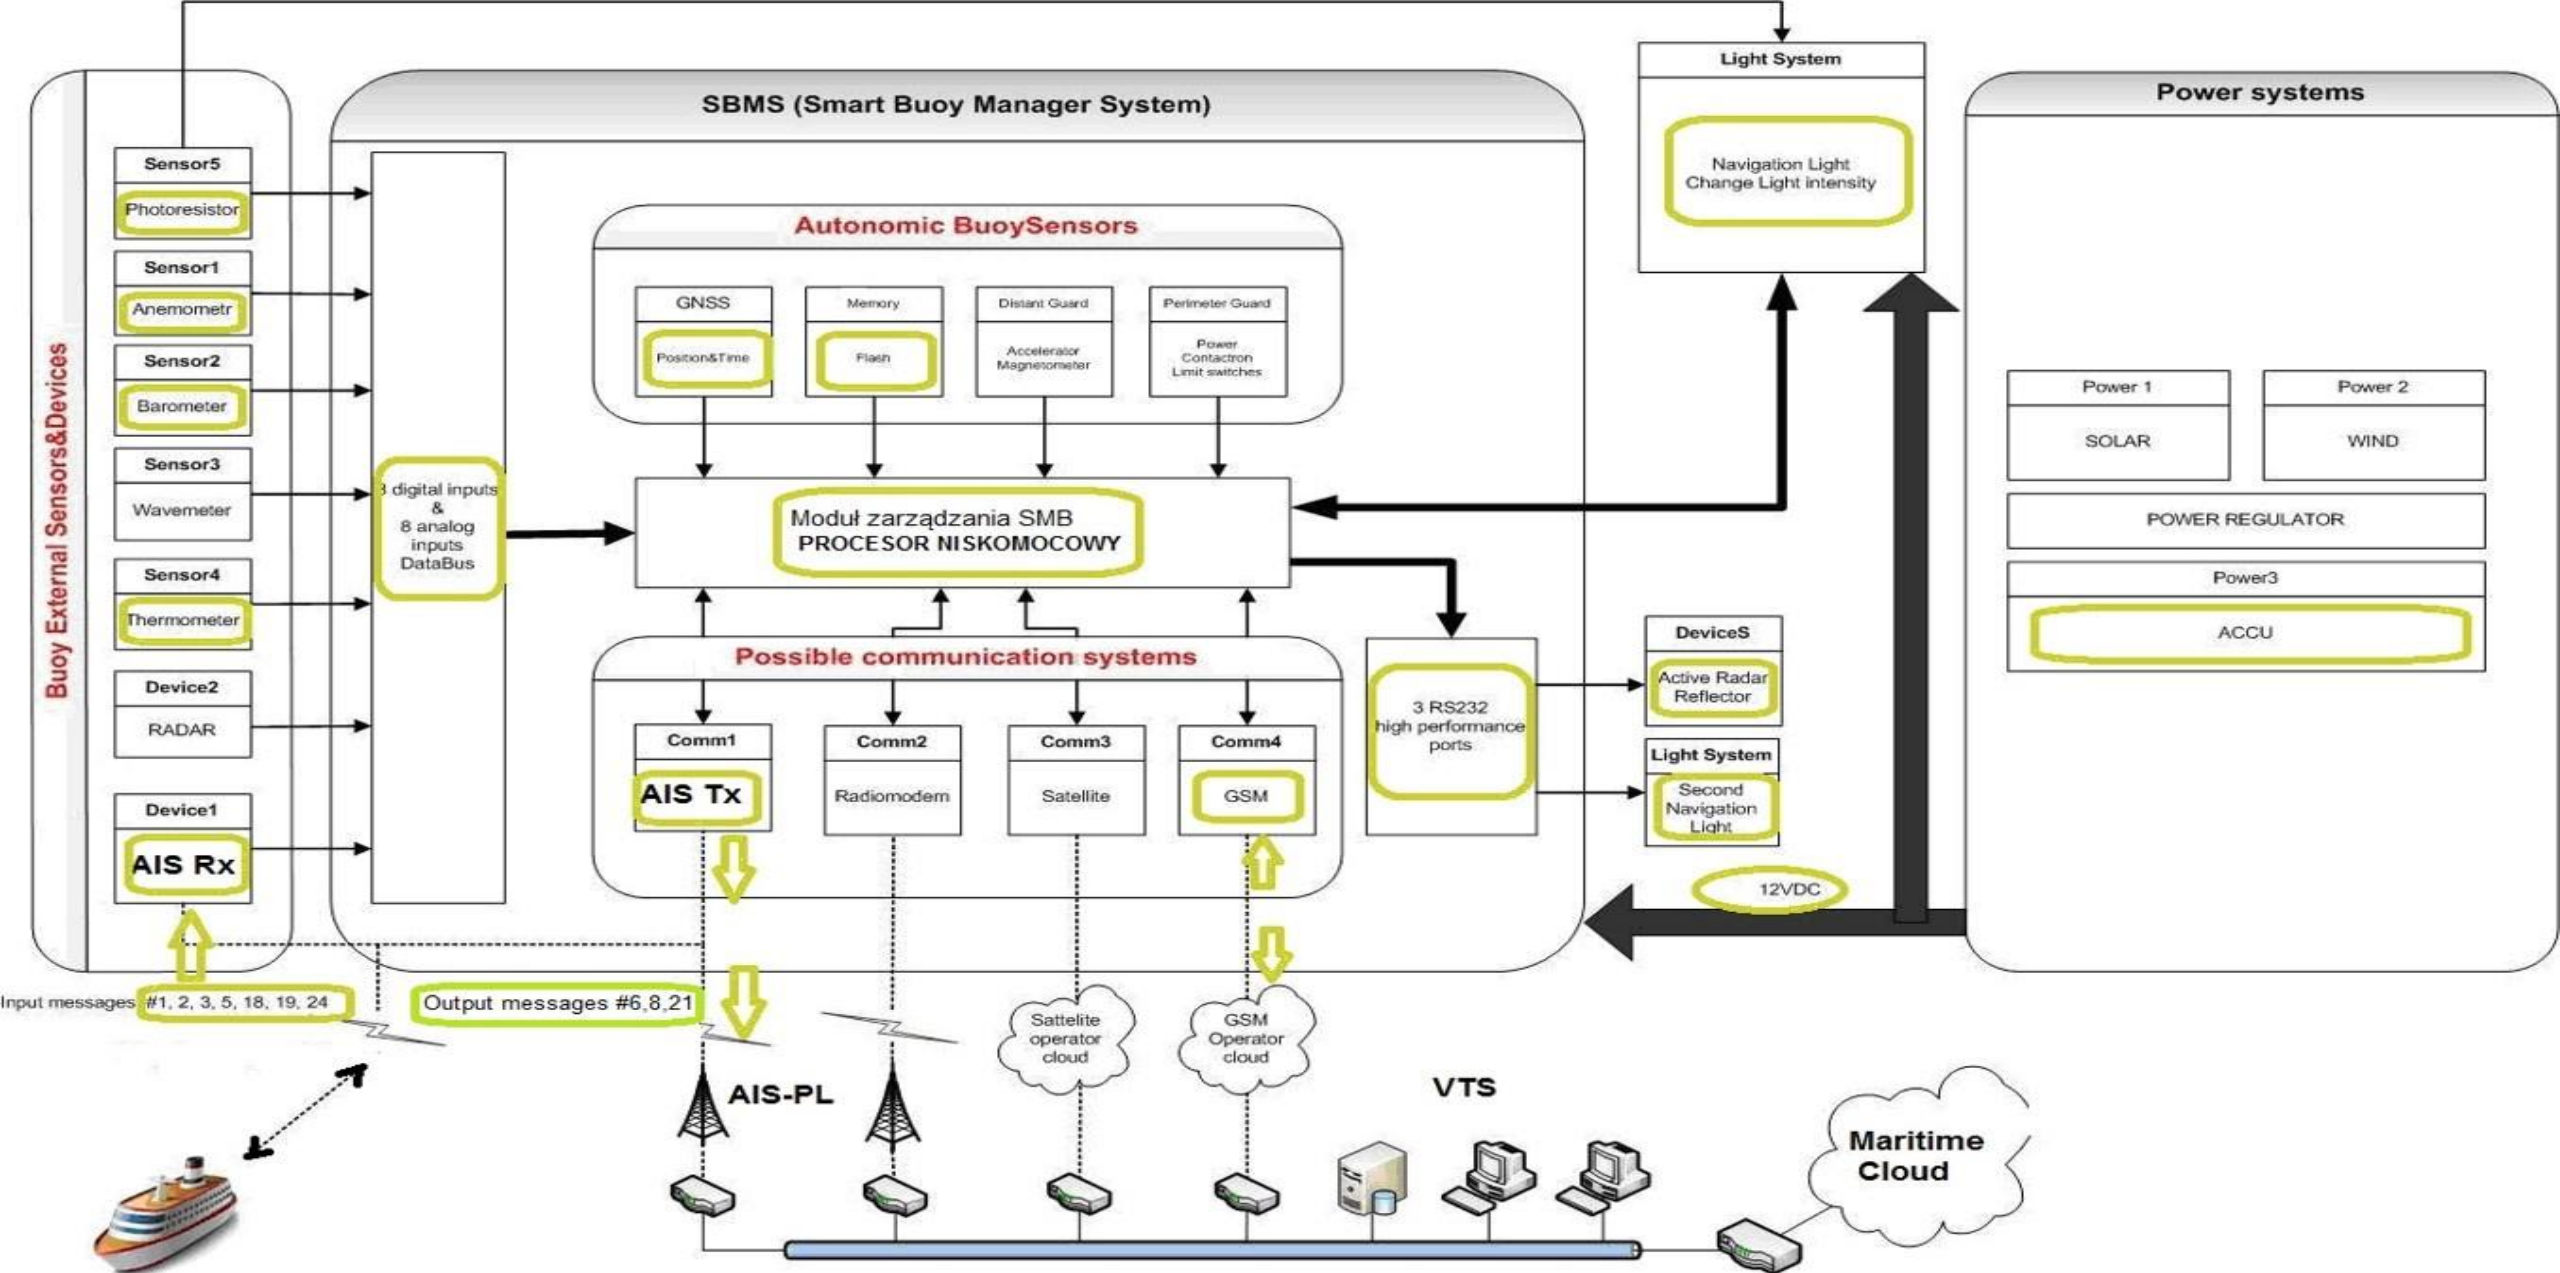 Light System
Navigation Light
Change Light intensity
SBMS (Smart Buoy Manager System)
Power systems
Buoy External Sensors&Devices
Sensor5
Photoresistor
Sensor1
Anemometr
Sensor2
Barometer
Sensor3
Wavemeter
Sensor4
Thermometer
Device2
RADAR
Device1
AIS Rx
digital inputs
&
8 analog
inputs
DataBus
Autonomic BuoySensors
GNSS
Position&Time
Memory
Flash
Distant Guard
Accelerator
Magnetometer
Perimeter Guard
Power
Contactron
Limit switches
Moduł zarządzania SMB
PROCESOR NISKOMOCOWY
Possible communication systems
Comm1
AIS Tx
Comm2
Radiomodem
Comm3
Satellite
Comm4
GSM
3 RS232
high performance
ports
DeviceS
Active Radar
Reflector
Light System
Second
Navigation
Light
12VDC
Power 1
SOLAR
Power 2
WIND
POWER REGULATOR
Power3
ACCU
Input messages #1, 2, 3, 5, 18, 19, 24
Output messages #6,8,21
Sattelite
operator
cloud
GSM
Operator
cloud
AIS-PL
VTS
Maritime
Cloud